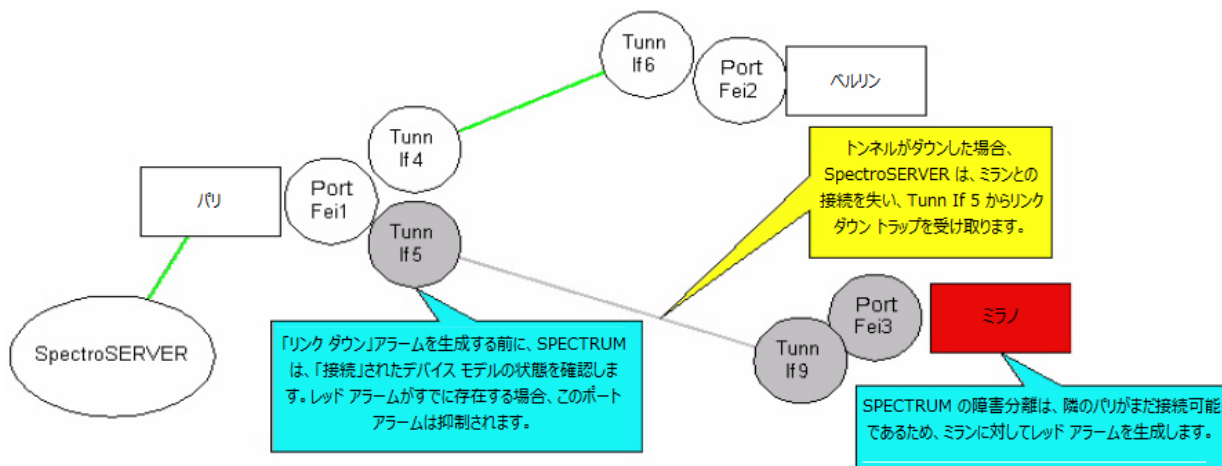 Tunn
If6
Port
Fei2
ベルリン
Tunn
If4
トンネルがダウンした場合、
SpectroSERVER は、ミランとの
接続を失い、Tunn If 5 からリンク
ダウン トラップを受け取ります。
パリ
Port
Fei1
Tunn
If5
SpectroSERVER
「リンク ダウン」アラームを生成する前に、SPECTRUM
は、「接続」されたデバイス モデルの状態を確認しま
す。レッド アラームがすでに存在する場合、このポート
アラームは抑制されます。
Port
Fei3
ミラノ
Tunn
If9
SPECTRUM の障害分離は、隣のパリがまだ接続可能
であるため、ミランに対してレッド アラームを生成します。